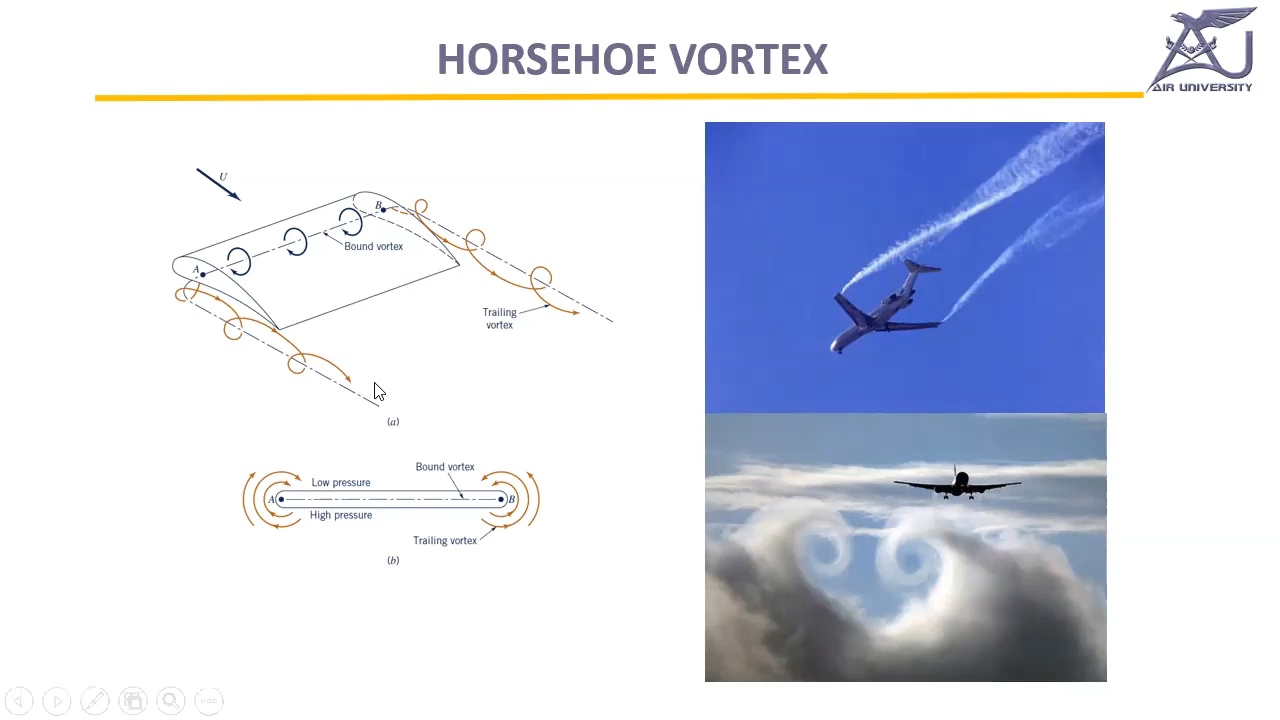 HORSEHOE VORTEX
AIR UNIVERSITY
U
B
Bound vortex
A
Trailing
vortex
(a)
Bound vortex
Low pressure
A
B
High pressure
Trailing vortex
(b)